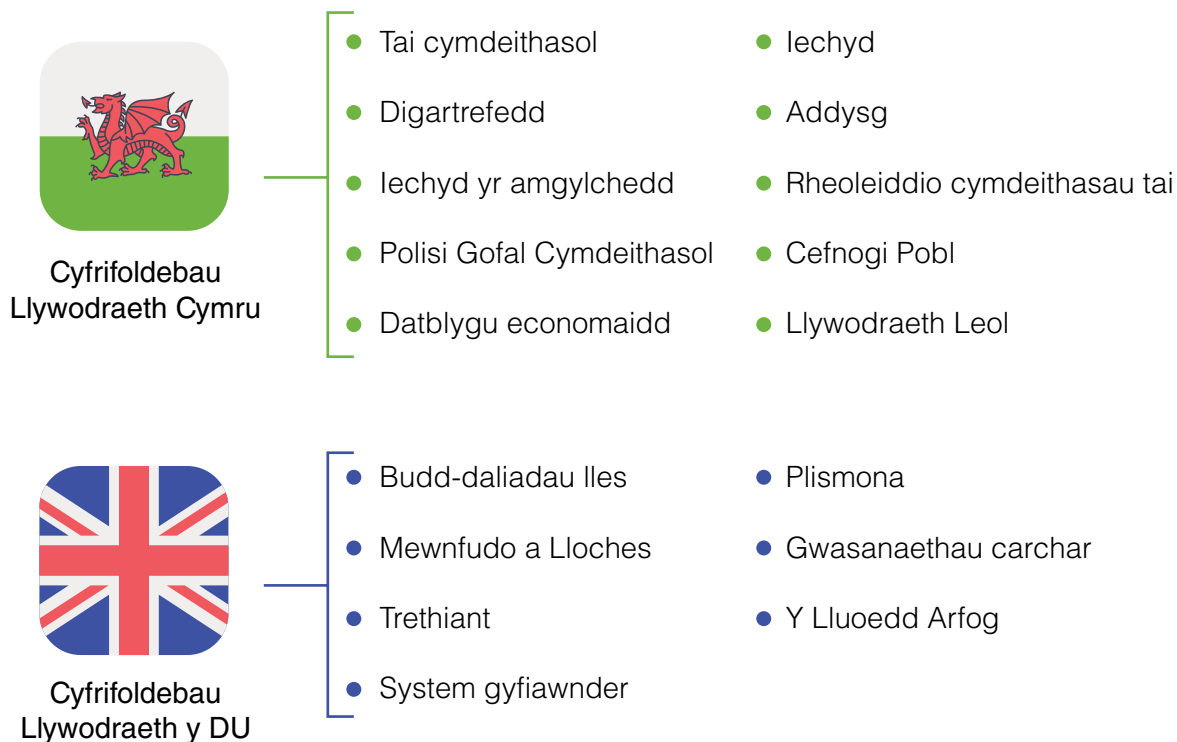 Cyfrifoldebau
Llywodraeth Cymru
Tai cymdeithasol
Digartrefedd
Iechyd yr amgylchedd
Polisi Gofal Cymdeithasol
Datblygu economaidd
Iechyd
Addysg
Rheoleiddio cymdeithasau tai
Cefnogi Pobl
Llywodraeth Leol
Cyfrifoldebau
Llywodraeth y DU
Budd-daliadau lles
Mewnfudo a Lloches
Trethiant
System gyfiawnder
Plismona
Gwasanaethau carchar
Y Lluoedd Arfog